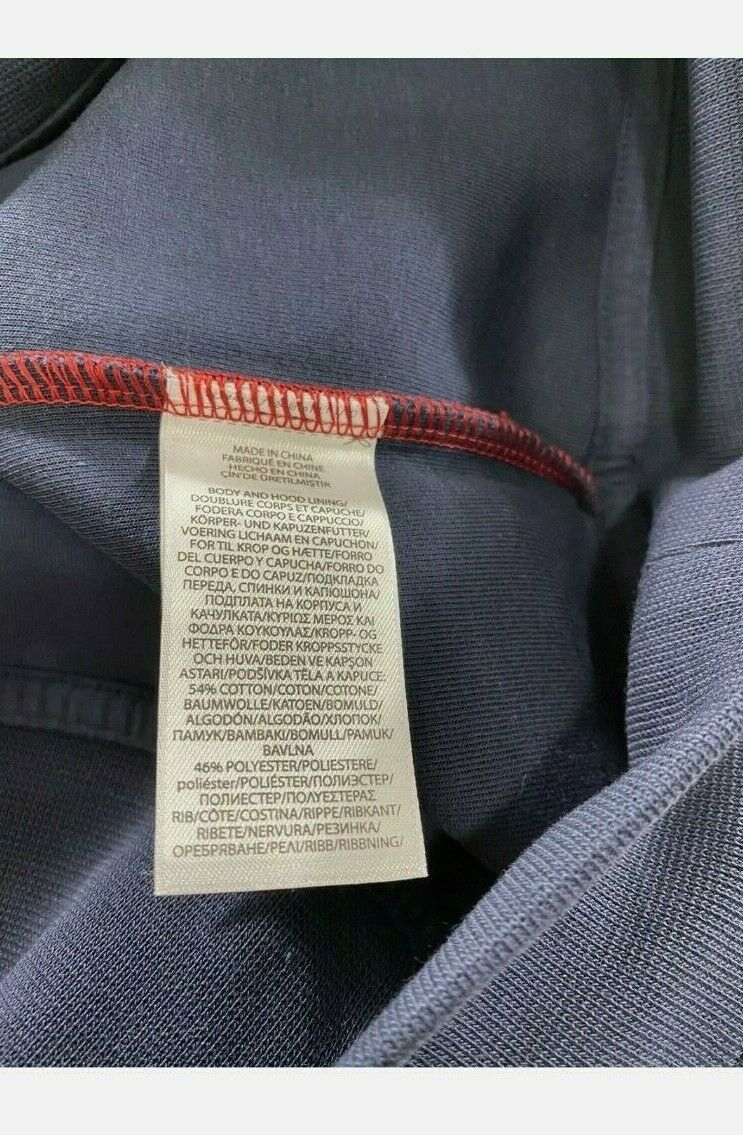 MADE IN CHINA
FABRIQUÉ EN CHINE
HECHO EN CHINA
ÇİN'DE ÜRETİLMİŞTİR
BODY AND HOOD LINING/
DOUBLURE CORPS ET CAPUCHE/
FODERA CORPO E CAPPUCCIO/
KÖRPER- UND KAPUZENFUTTER/
VOERING LICHAAM EN CAPUCHON/
FOR TIL KROP OG HÆTTE/FORRO
DEL CUERPO Y CAPUCHA/FORRO DO
CORPO E DO CAPUZ/ПОДКЛАДКА
ПЕРЕДА, СПИНКИ И КАПЮШОНА/
ПОДПЛАТА НА КОРПУСА И
КАЧУЛКАТА/ΚΥΡΙΩΣ ΜΕΡΟΣ ΚΑΙ
ΦΟΔΡΑ ΚΟΥΚΟΥΛΑΣ/KROPP- OG
HETTEFÔR/FODER KROPPSSTYCKE
OCH HUVA/BEDEN VE KAPŞON
ASTARI/PODŠÍVKA TĚLA A KAPUCE
54% COTTON/COTON/COTONE/
BAUMWOLLE/KATOEN/BOMULD/
ALGODÓN/ALGODÃO/ХЛОПОК/
ПАМУК/ΒΑΜΒΑΚΙ/BOMULL/PAMUK/
BAVLNA
46% POLYESTER/POLIESTERE/
poliéster/POLIÉSTER/ПОЛИЭСТЕР/
ПОЛИЕСТЕР/ΠΟΛΥΕΣΤΕΡΑΣ
RIB/CÔTE/COSTINA/RIPPE/RIBKANT/
RIBETE/NERVURA/РЕЗИНКА/
ОРЕБРЯВАНЕ/ΡΕΛΙ/RIBB/RIBBNING/